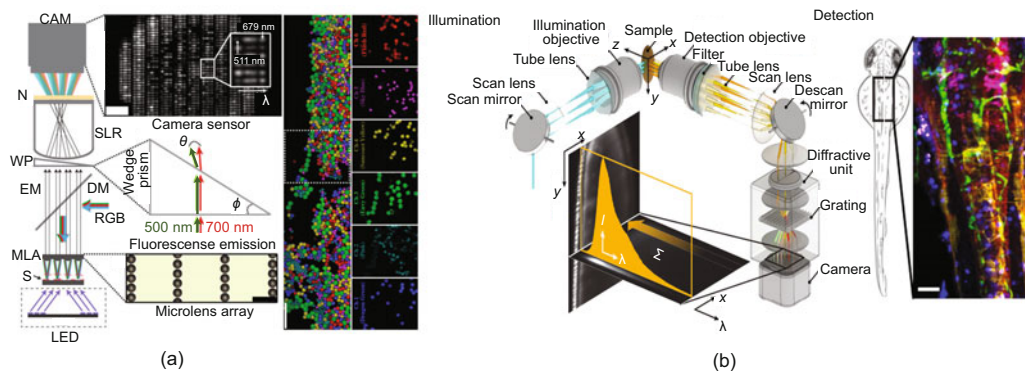 CAM
N
SLR
WP
EM
DM
RGB
MLA
S
LED
679 nm
511 nm
λ
Camera sensor
Wedge
prism
θ
ϕ
500 nm
700 nm
Fluorescense emission
Microlens array
(a)
Illumination
Detection
Illumination
objective
Sample
z
x
y
Detection objective
Filter
Tube lens
Tube lens
Scan lens
Scan lens
Scan mirror
Descan
mirror
Diffractive
unit
Grating
Camera
x
y
I
λ
Σ
x
λ
(b)